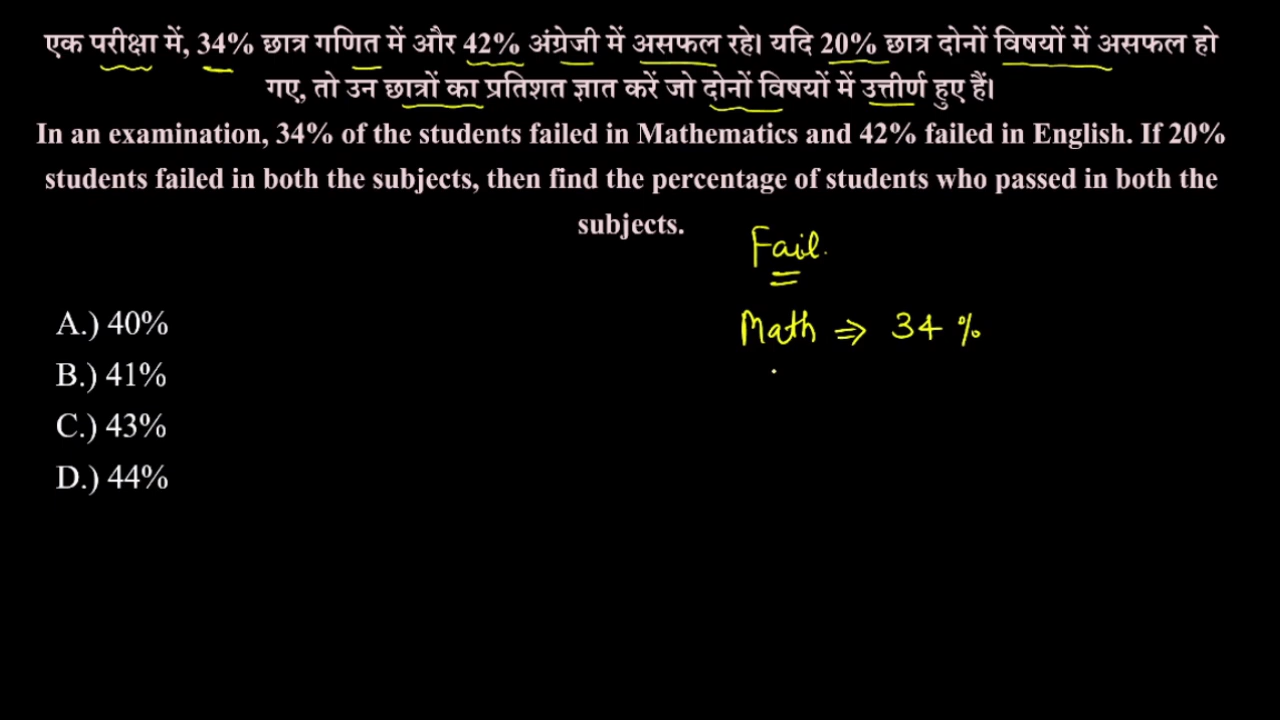 एक परीक्षा में, 34% छात्र गणित में और 42% अंग्रेजी में असफल रहे। यदि 20% छात्र दोनों विषयों में असफल हो
गए, तो उन छात्रों का प्रतिशत ज्ञात करें जो दोनों विषयों में उत्तीर्ण हुए हैं।
In an examination, 34% of the students failed in Mathematics and 42% failed in English. If 20%
students failed in both the subjects, then find the percentage of students who passed in both the
subjects.
Fail.
Math ⇒ 34 %
A.) 40%
B.) 41%
C.) 43%
D.) 44%